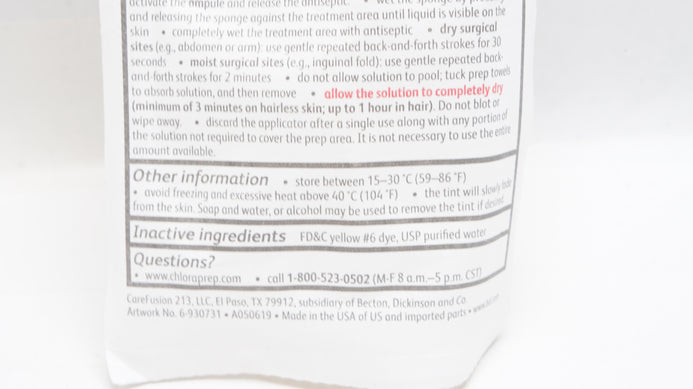 activate the ampule and release the antiseptic. • wet the sponge by
and releasing the sponge against the treatment area until liquid is visible on the
skin • completely wet the treatment area with antiseptic • dry surgical
sites (e.g., abdomen or arm): use gentle repeated back-and-forth strokes for 30
seconds • moist surgical sites (e.g., inguinal fold): use gentle repeated back-
and-forth strokes for 2 minutes • do not allow solution to pool; tuck prep towels
to absorb solution, and then remove • allow the solution to completely dry
(minimum of 3 minutes on hairless skin; up to 1 hour in hair). Do not blot or
wipe away. • discard the applicator after a single use along with any portion of
the solution not required to cover the prep area. It is not necessary to use the entire
amount available.
Other information • store between 15–30 °C (59–86 °F)
• avoid freezing and excessive heat above 40 °C (104 °F) • the tint will slowly fade
from the skin. Soap and water, or alcohol may be used to remove the tint if desired.
Inactive ingredients FD&C yellow #6 dye, USP purified water
Questions?
• www.chloraprep.com • call 1-800-523-0502 (M-F 8 a.m.–5 p.m. CST)
CareFusion 213, LLC, El Paso, TX 79912, subsidiary of Becton, Dickinson and Co.
Artwork No. 6-930731 • A050619 • Made in the USA of US and imported parts •